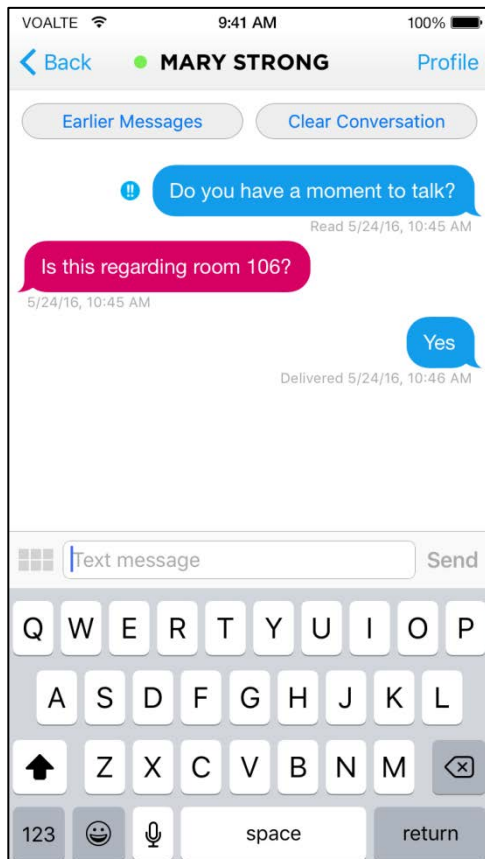 VOALTE 9:41 AM 100%
Back MARY STRONG Profile
Earlier Messages Clear Conversation
!! Do you have a moment to talk?
Read 5/24/16, 10:45 AM
Is this regarding room 106?
5/24/16, 10:45 AM
Yes
Delivered 5/24/16, 10:46 AM
Text message Send
Q W E R T Y U I O P
A S D F G H J K L
Z X C V B N M
123 space return